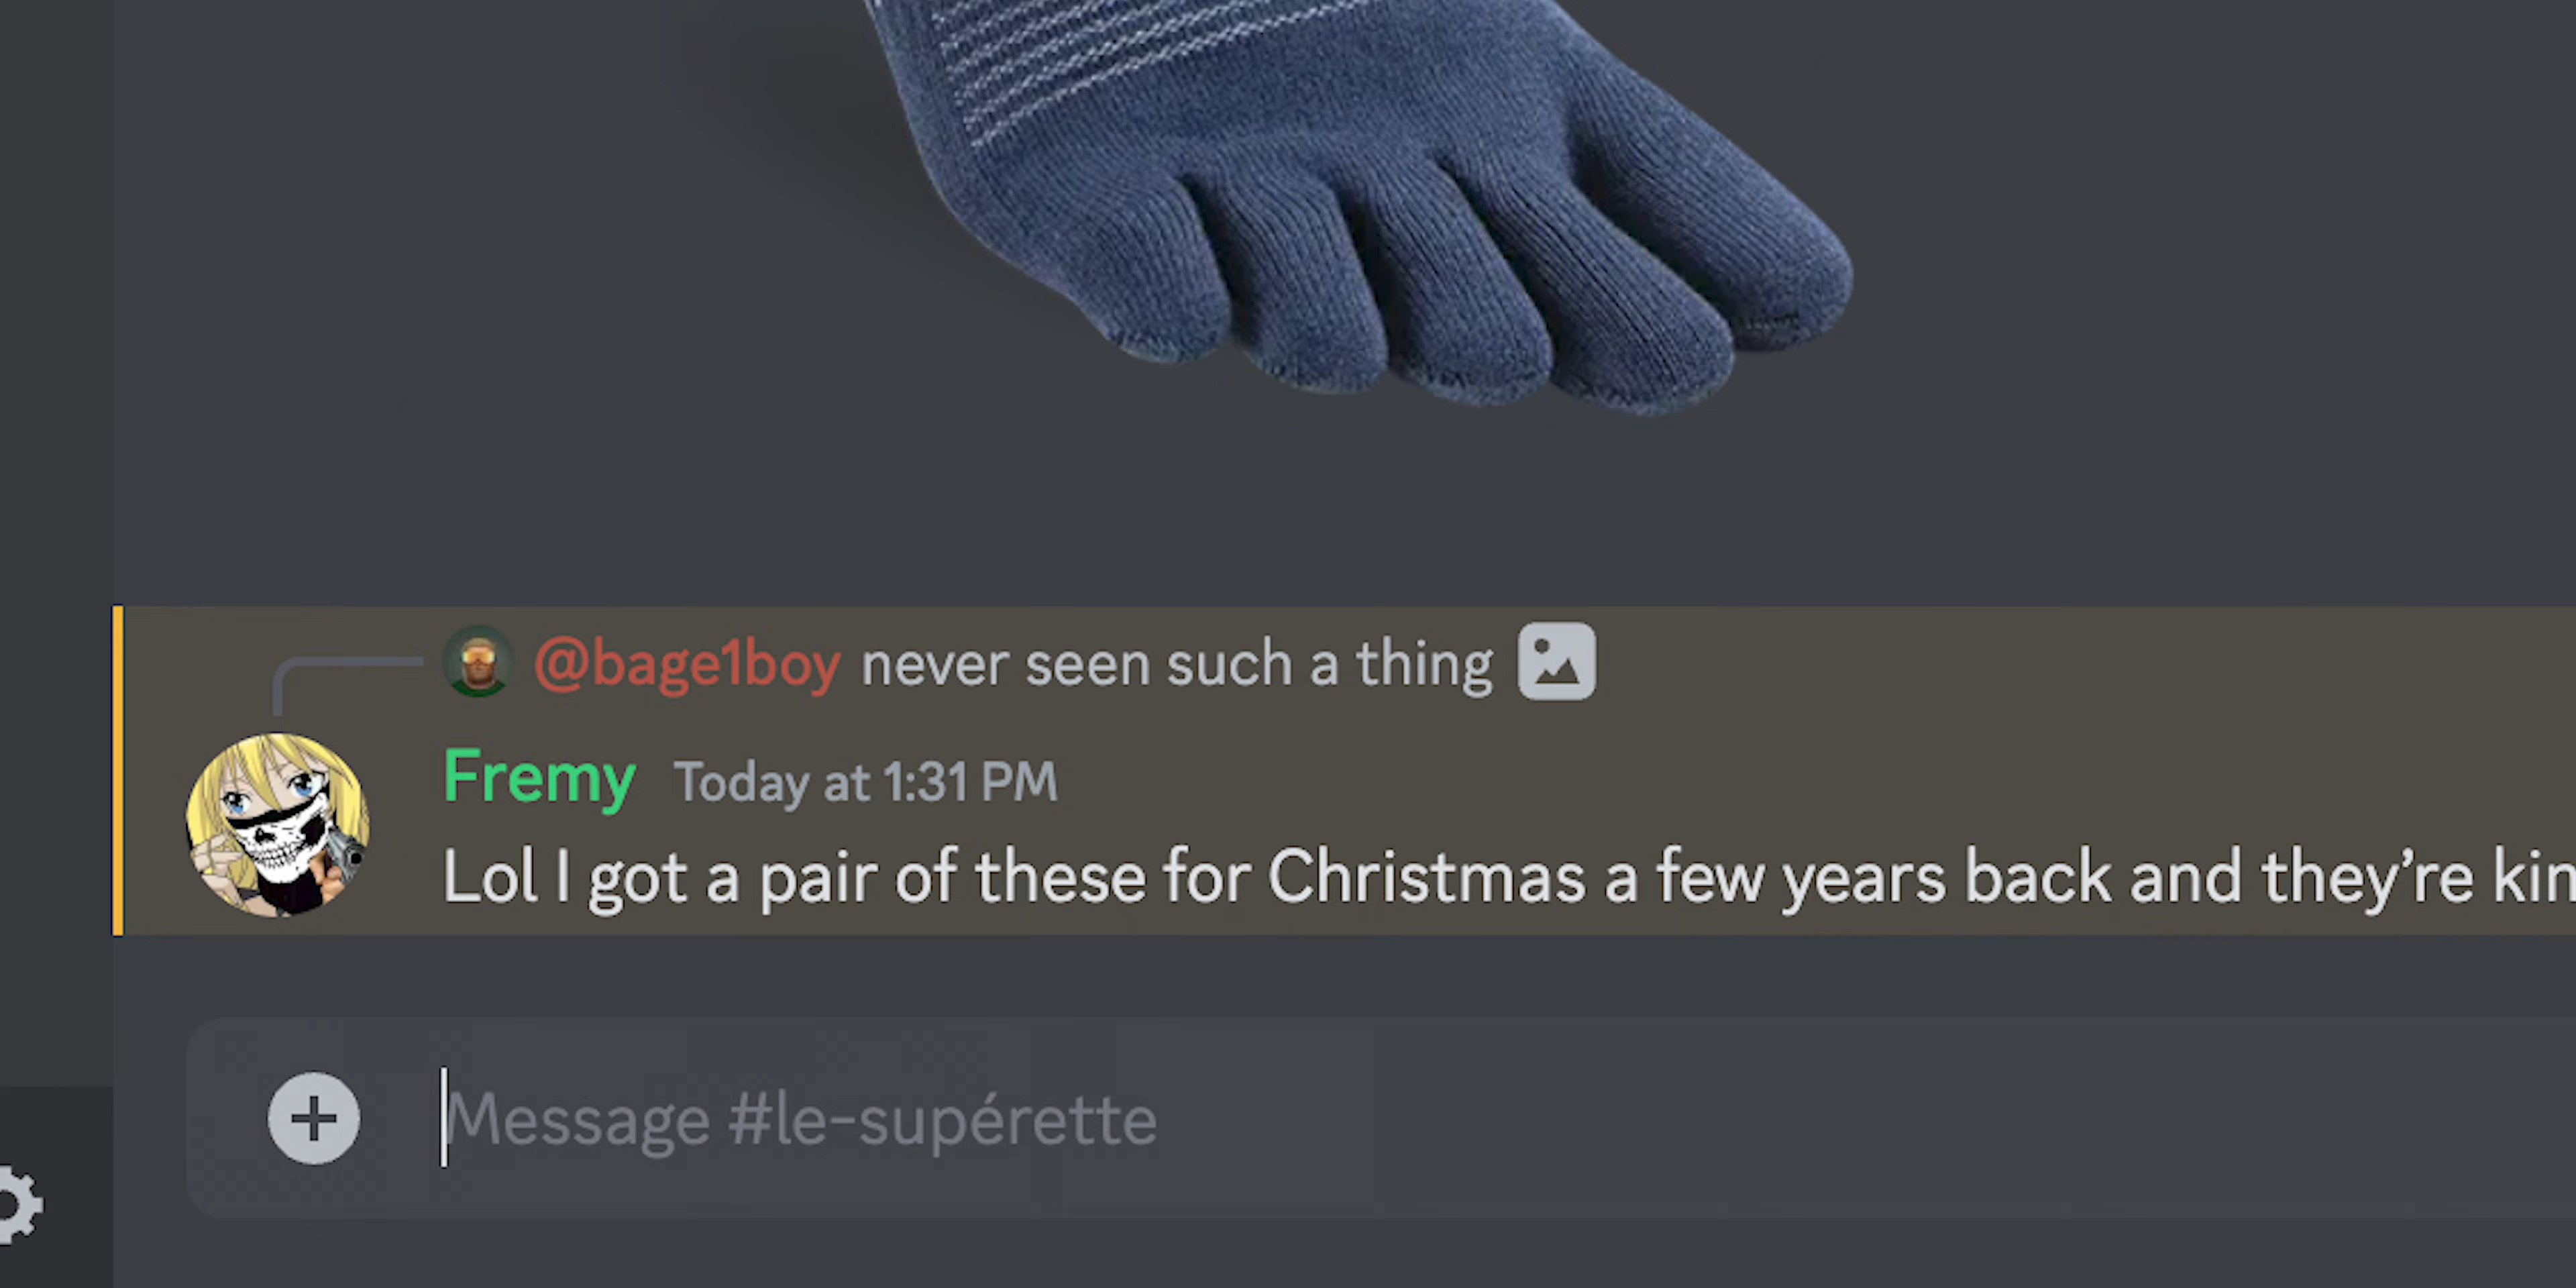 @bage1boy never seen such a thing
Fremy Today at 1:31 PM
Lol I got a pair of these for Christmas a few years back and they’re kin
Message #le-supérette